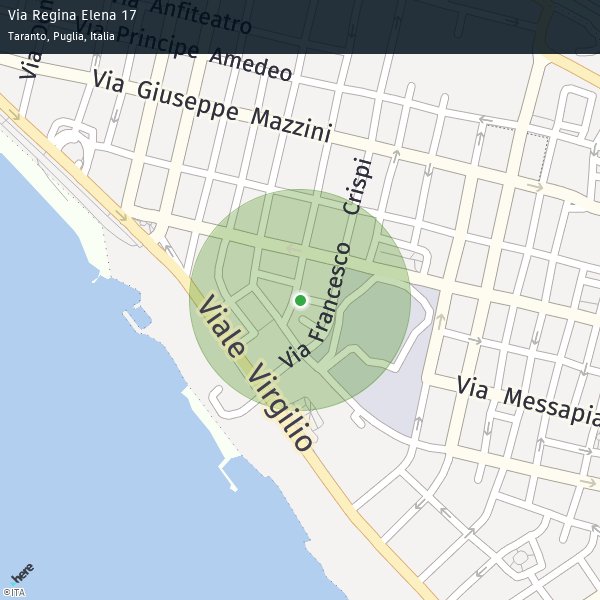 Via Regina Elena 17
Taranto, Puglia, Italia
Via Anfiteatro
Via Principe Amedeo
Via Giuseppe Mazzini
Via Francesco Crispi
Viale Virgilio
Via Messapia
here
©ITA